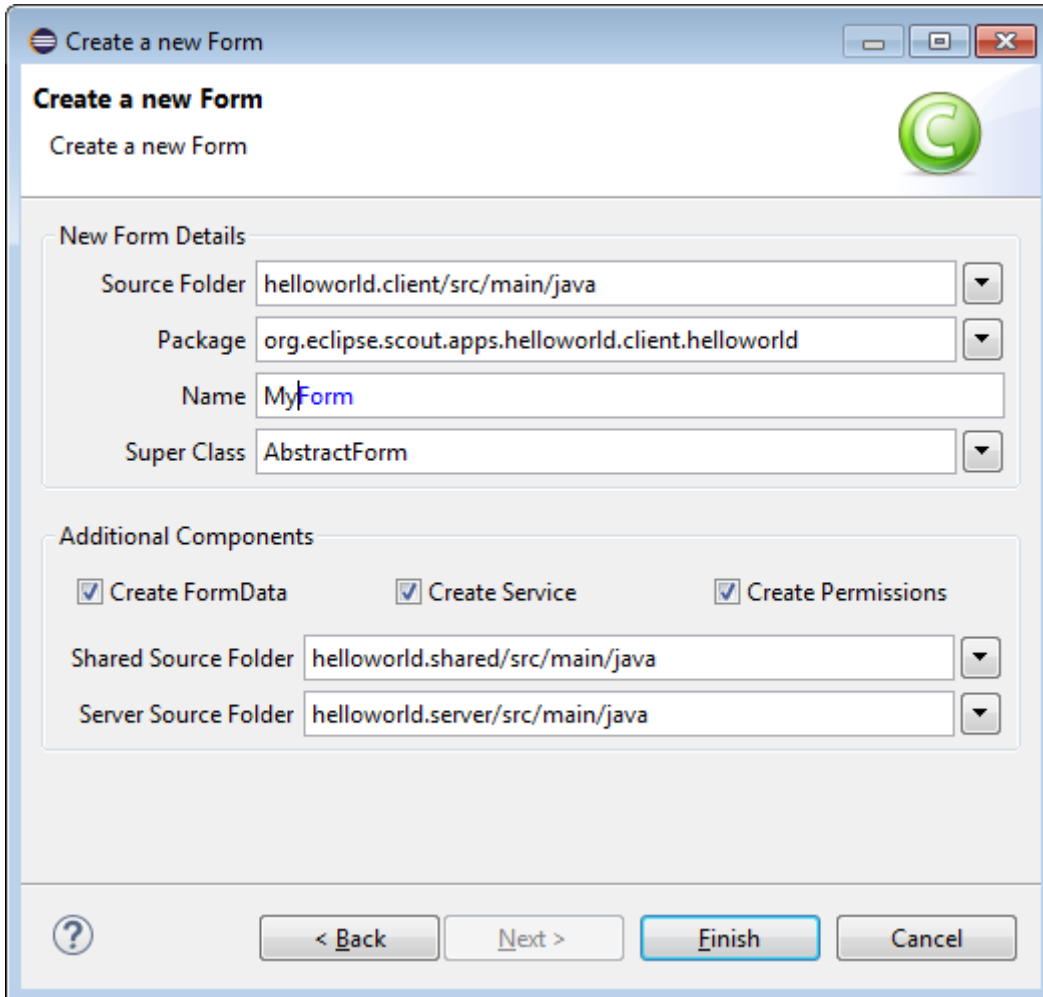 Create a new Form
Create a new Form
Create a new Form
New Form Details
Source Folder helloworld.client/src/main/java
Package org.eclipse.scout.apps.helloworld.client.helloworld
Name MyForm
Super Class AbstractForm
Additional Components
Create FormData Create Service Create Permissions
Shared Source Folder helloworld.shared/src/main/java
Server Source Folder helloworld.server/src/main/java
? < Back Next > Finish Cancel